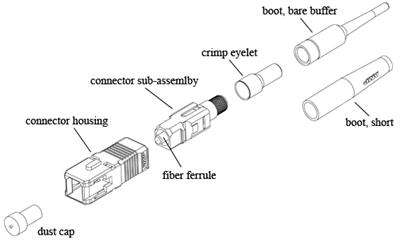 boot, bare buffer
crimp eyelet
connector sub-assemlby
boot, short
connector housing
fiber ferrule
dust cap